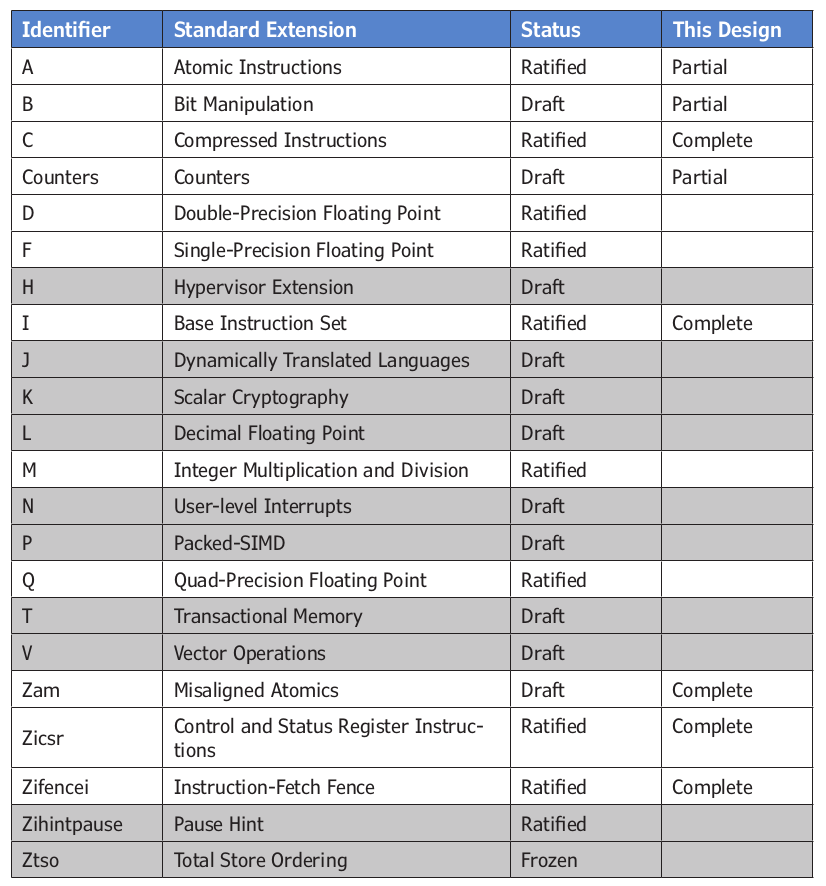 Identifier Standard Extension Status This Design
A Atomic Instructions Ratified Partial
B Bit Manipulation Draft Partial
C Compressed Instructions Ratified Complete
Counters Counters Draft Partial
D Double-Precision Floating Point Ratified
F Single-Precision Floating Point Ratified
H Hypervisor Extension Draft
I Base Instruction Set Ratified Complete
J Dynamically Translated Languages Draft
K Scalar Cryptography Draft
L Decimal Floating Point Draft
M Integer Multiplication and Division Ratified
N User-level Interrupts Draft
P Packed-SIMD Draft
Q Quad-Precision Floating Point Ratified
T Transactional Memory Draft
V Vector Operations Draft
Zam Misaligned Atomics Draft Complete
Zicsr Control and Status Register Instruc- Ratified Complete
tions
Zifencei Instruction-Fetch Fence Ratified Complete
Zihintpause Pause Hint Ratified
Ztso Total Store Ordering Frozen